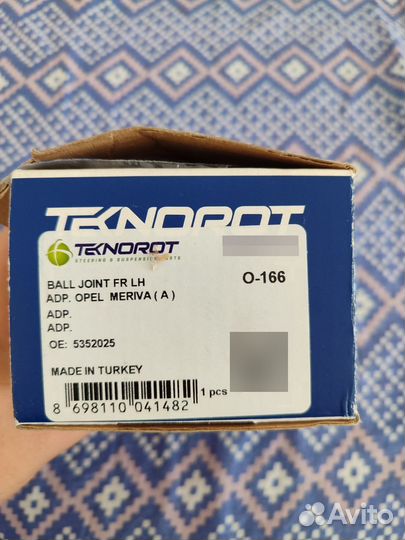 TEKNOROT
TEKNOROT
STEERING & SUSPENSION PARTS
O-166
BALL JOINT FR LH
ADP. OPEL MERIVA ( A )
ADP.
ADP.
OE: 5352025
MADE IN TURKEY
1 pcs
8 698110 041482
Avito